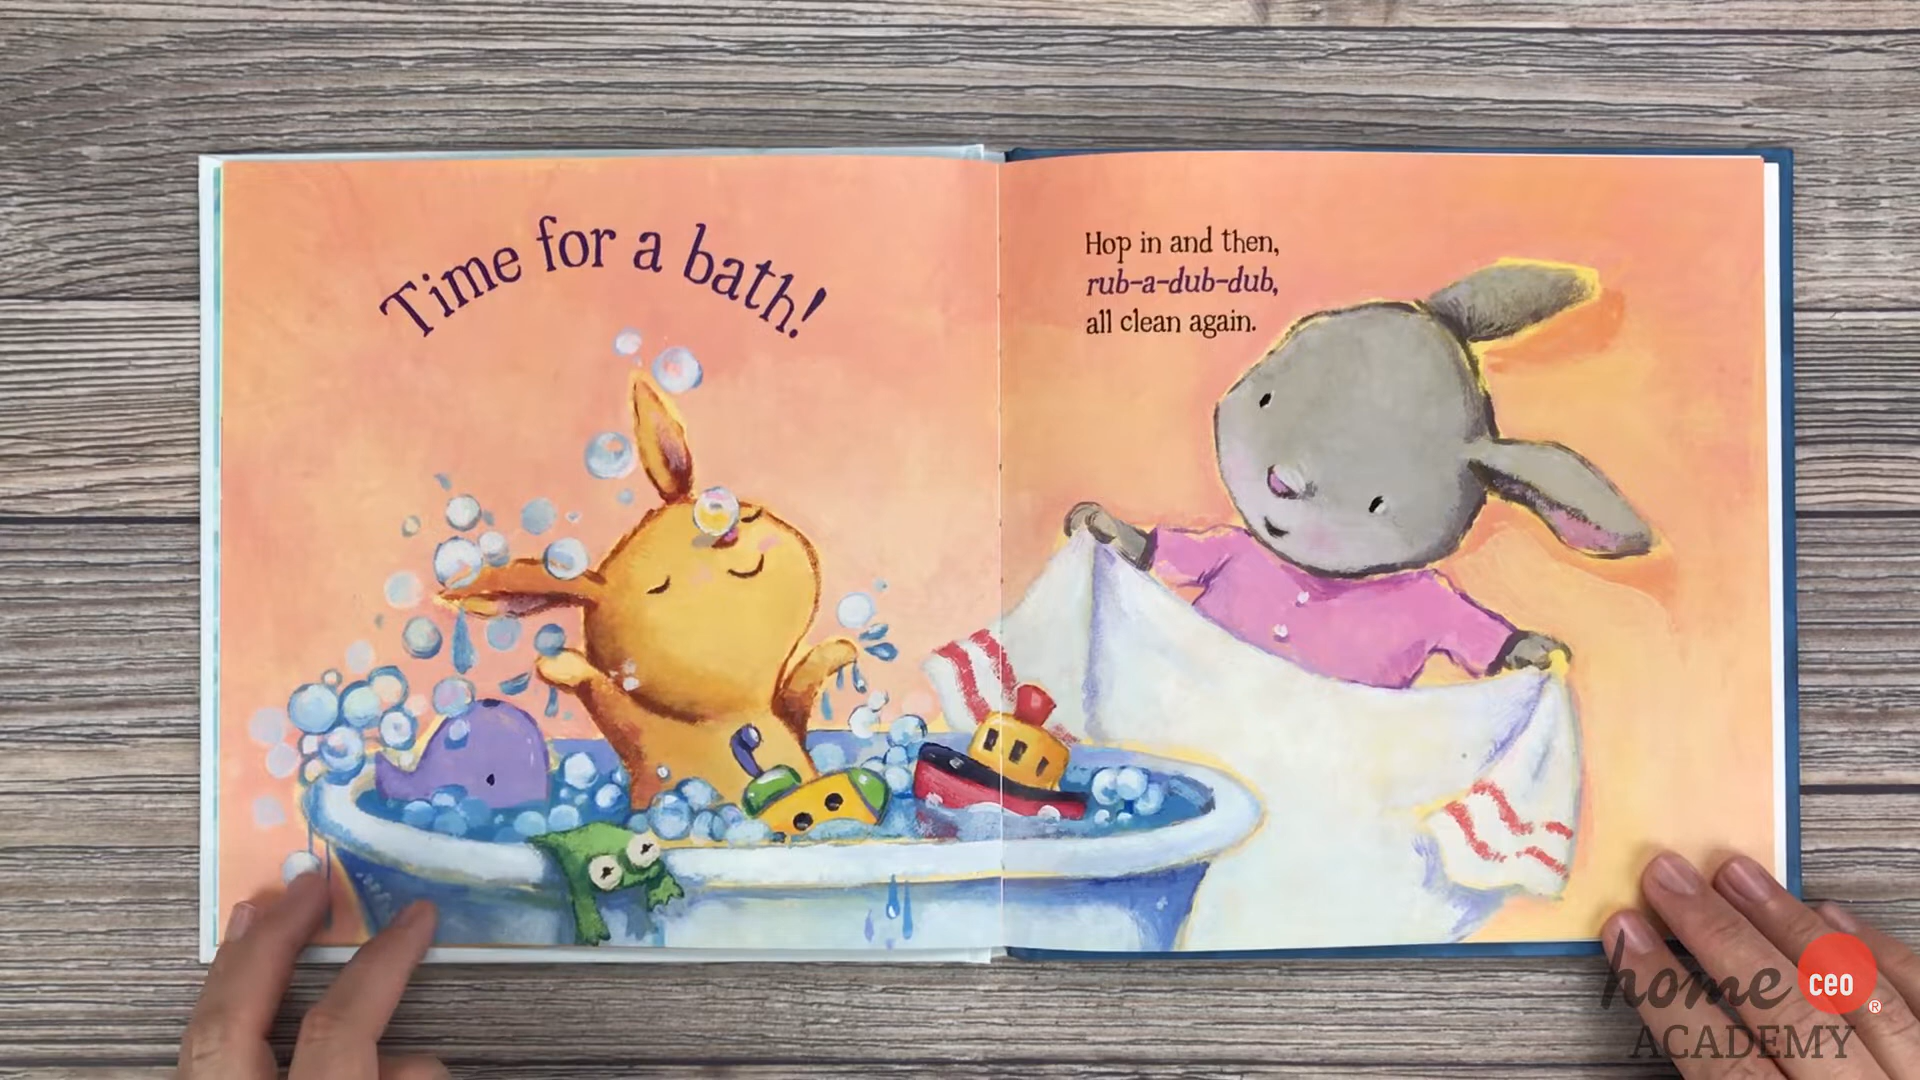 Time for a bath!
Hop in and then,
rub-a-dub-dub,
all clean again.
home ceo®
ACADEMY